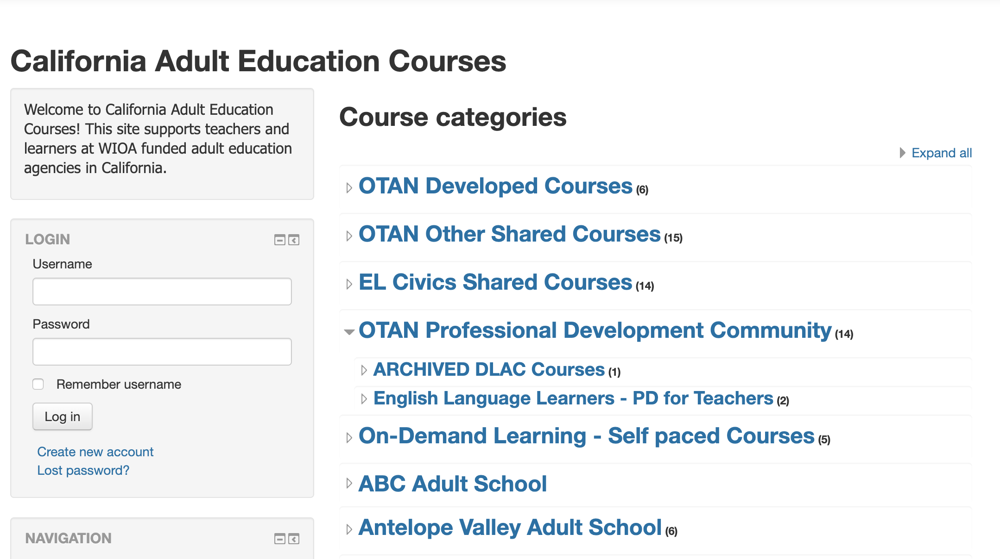 California Adult Education Courses
Welcome to California Adult Education
Courses! This site supports teachers and
learners at WIOA funded adult education
agencies in California.
LOGIN
Username
Password
Remember username
Log in
Create new account
Lost password?
NAVIGATION
Course categories
Expand all
OTAN Developed Courses (6)
OTAN Other Shared Courses (15)
EL Civics Shared Courses (14)
OTAN Professional Development Community (14)
ARCHIVED DLAC Courses (1)
English Language Learners - PD for Teachers (2)
On-Demand Learning - Self paced Courses (5)
ABC Adult School
Antelope Valley Adult School (6)